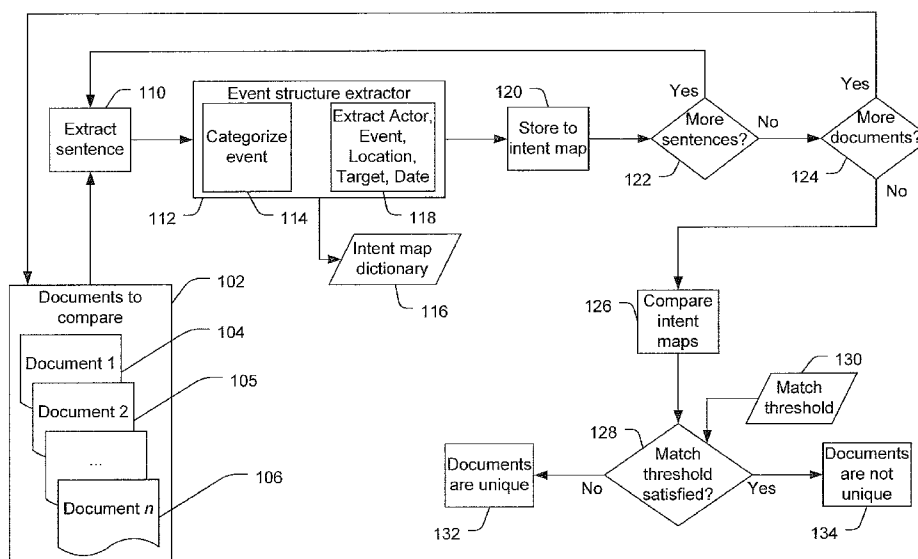 Yes
Yes
110
Extract
sentence
Event structure extractor
Categorize
event
Extract Actor,
Event,
Location,
Target, Date
112
114
118
120
Store to
intent map
More
sentences?
122
No
More
documents?
124
No
Intent map
dictionary
116
102
Documents to
compare
Document 1
104
Document 2
105
...
Document n
106
126
Compare
intent
maps
130
Match
threshold
128
Match
threshold
satisfied?
No
Yes
Documents
are unique
132
Documents
are not
unique
134